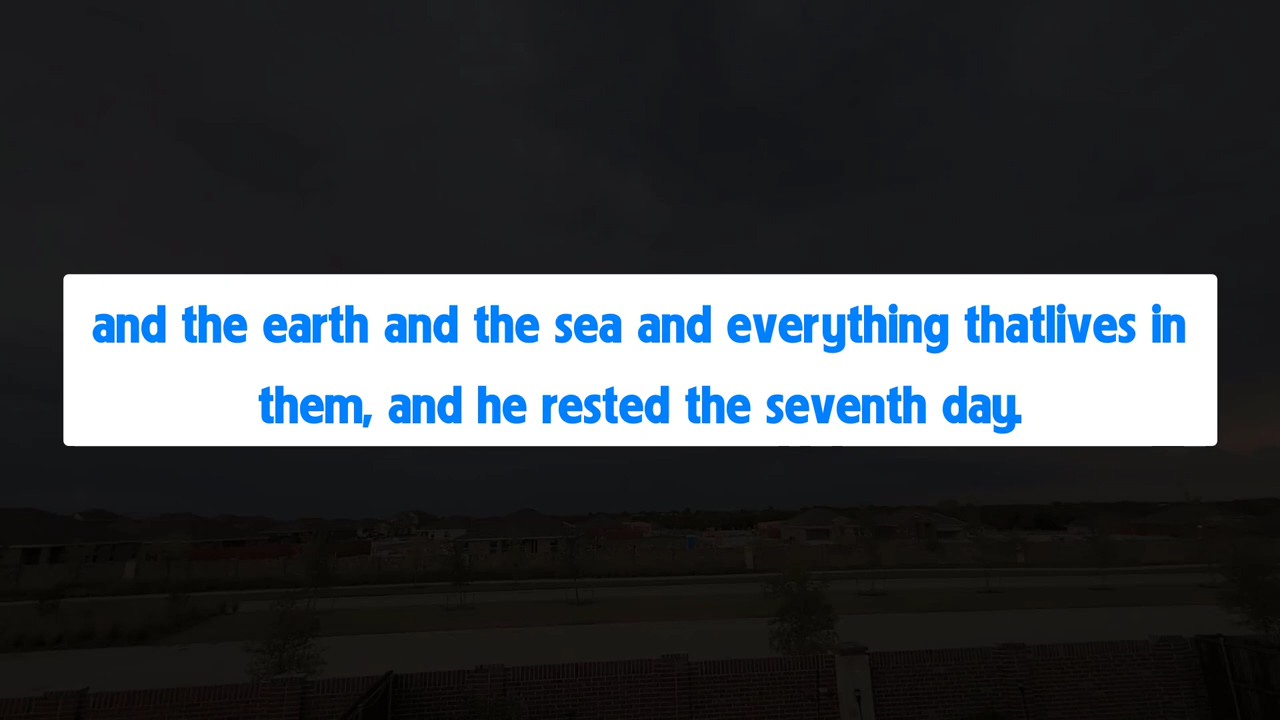 and the earth and the sea and everything thatlives in
them, and he rested the seventh day.